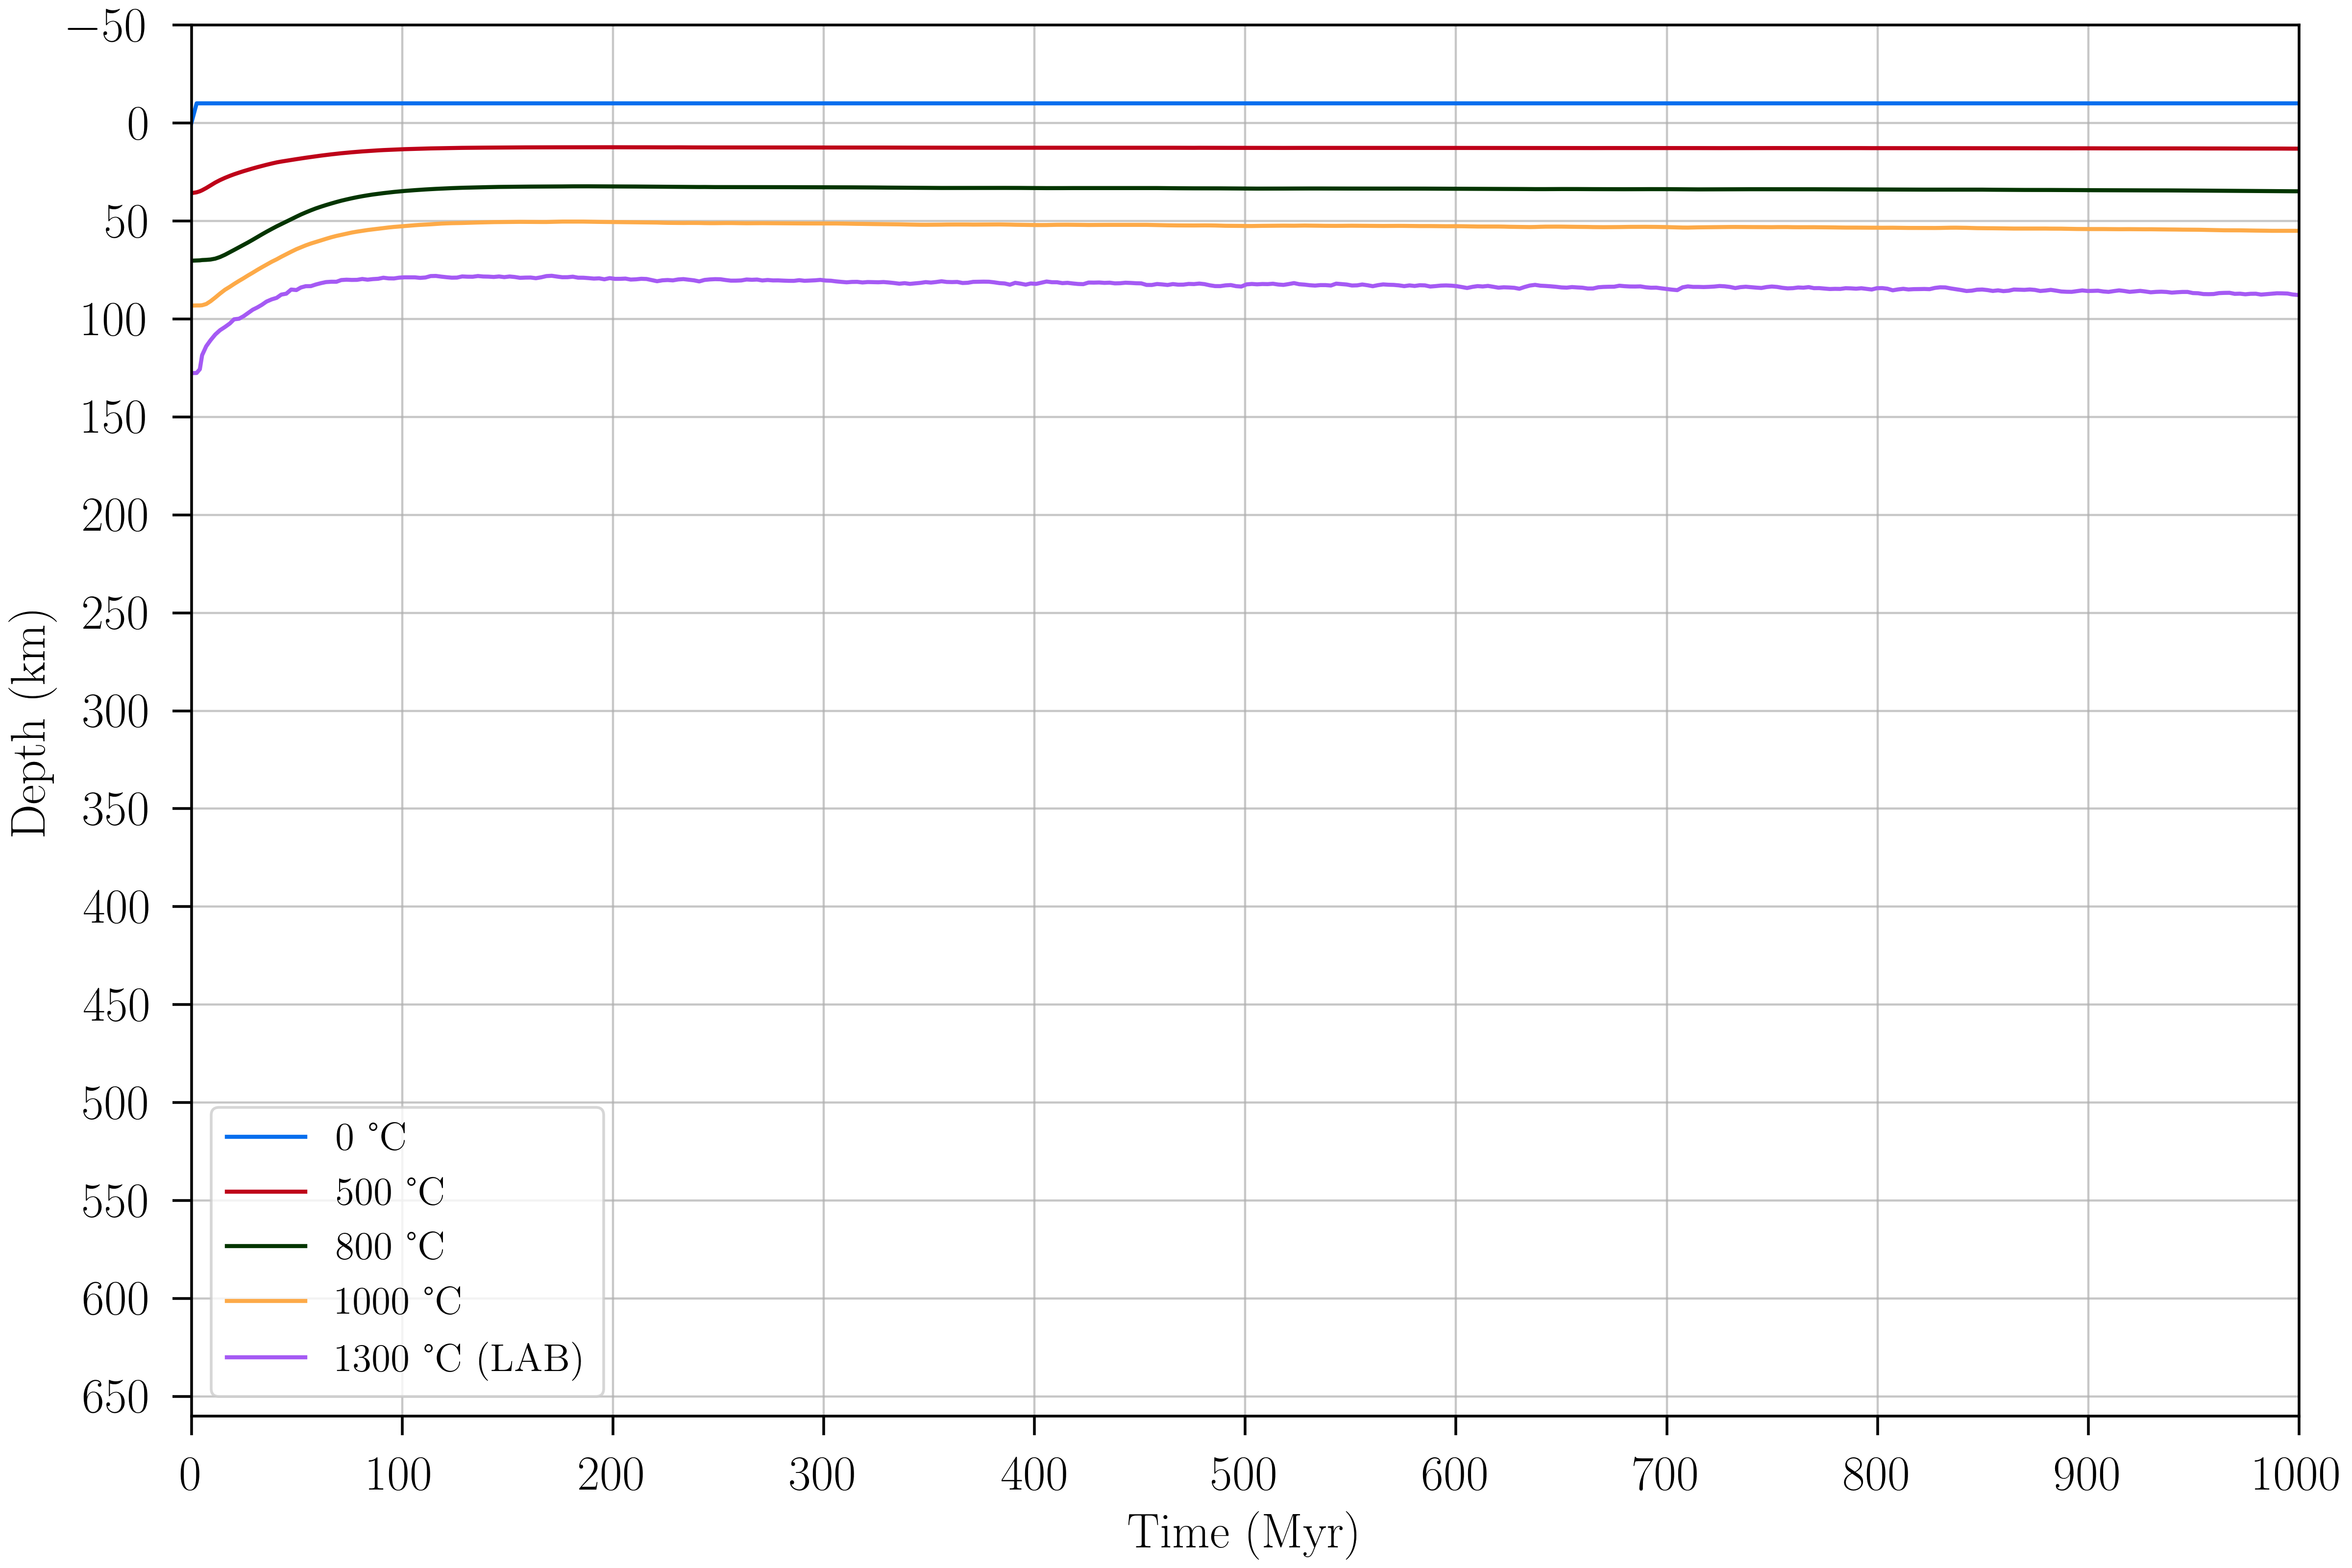 −50
0
50
100
150
200
250
300
350
400
450
500
550
600
650
Depth (km)
0 °C
500 °C
800 °C
1000 °C
1300 °C (LAB)
0 100 200 300 400 500 600 700 800 900 1000
Time (Myr)